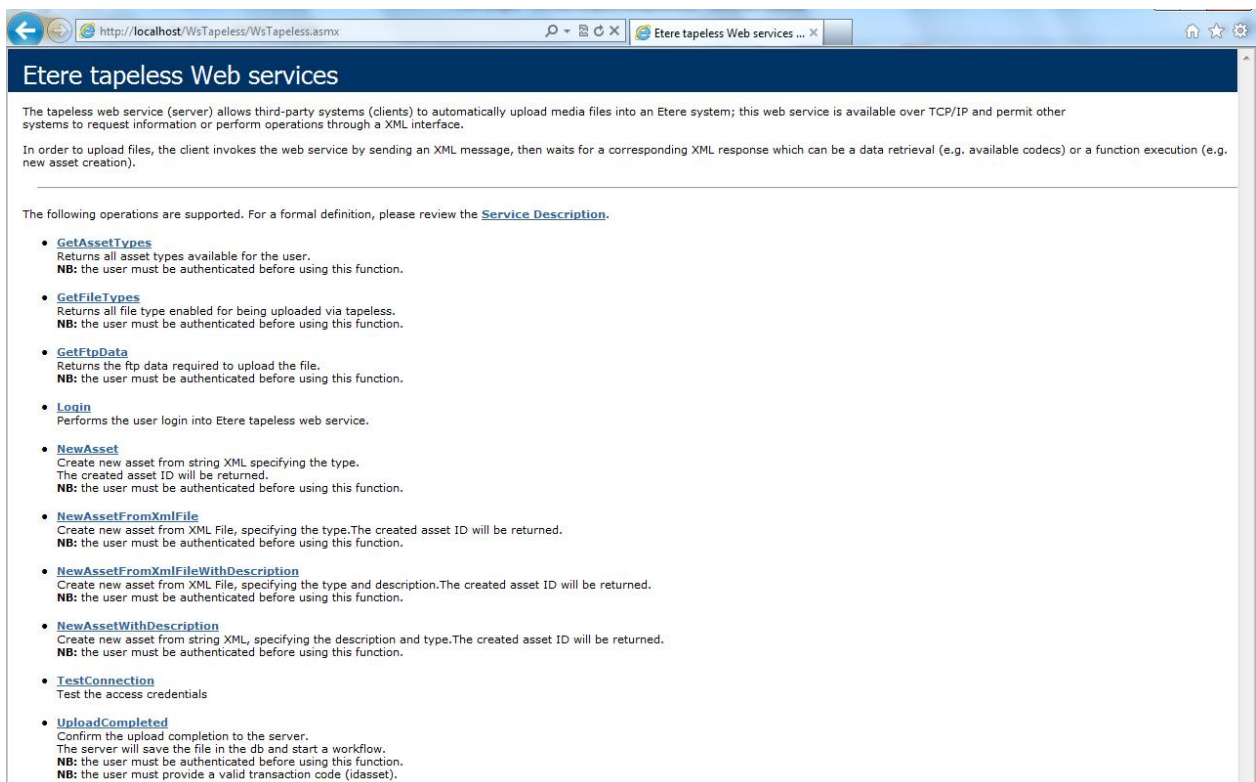 http://localhost/WsTapeless/WsTapeless.asmx
Etere tapeless Web services ...
Etere tapeless Web services
The tapeless web service (server) allows third-party systems (clients) to automatically upload media files into an Etere system; this web service is available over TCP/IP and permit other
systems to request information or perform operations through a XML interface.
In order to upload files, the client invokes the web service by sending an XML message, then waits for a corresponding XML response which can be a data retrieval (e.g. available codecs) or a function execution (e.g.
new asset creation).
The following operations are supported. For a formal definition, please review the Service Description.
• GetAssetTypes
Returns all asset types available for the user.
NB: the user must be authenticated before using this function.
• GetFileTypes
Returns all file type enabled for being uploaded via tapeless.
NB: the user must be authenticated before using this function.
• GetFtpData
Returns the ftp data required to upload the file.
NB: the user must be authenticated before using this function.
• Login
Performs the user login into Etere tapeless web service.
• NewAsset
Create new asset from string XML specifying the type.
The created asset ID will be returned.
NB: the user must be authenticated before using this function.
• NewAssetFromXmlFile
Create new asset from XML File, specifying the type.The created asset ID will be returned.
NB: the user must be authenticated before using this function.
• NewAssetFromXmlFileWithDescription
Create new asset from XML File, specifying the type and description.The created asset ID will be returned.
NB: the user must be authenticated before using this function.
• NewAssetWithDescription
Create new asset from string XML, specifying the description and type.The created asset ID will be returned.
NB: the user must be authenticated before using this function.
• TestConnection
Test the access credentials
• UploadCompleted
Confirm the upload completion to the server.
The server will save the file in the db and start a workflow.
NB: the user must be authenticated before using this function.
NB: the user must provide a valid transaction code (idasset).